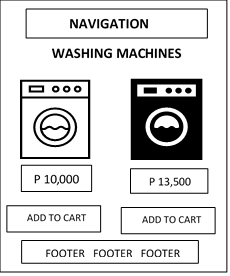 NAVIGATION
WASHING MACHINES
P 10,000
P 13,500
ADD TO CART
ADD TO CART
FOOTER FOOTER FOOTER